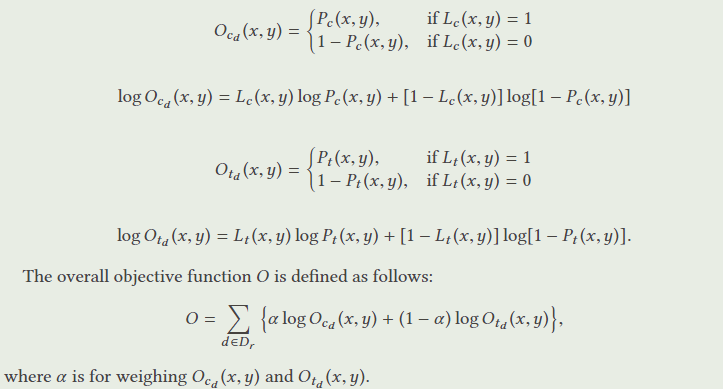 O_{c_d}(x, y) = { P_c(x, y), if L_c(x, y) = 1
1 − P_c(x, y), if L_c(x, y) = 0
log O_{c_d}(x, y) = L_c(x, y) log P_c(x, y) + [1 − L_c(x, y)] log[1 − P_c(x, y)]
O_{t_d}(x, y) = { P_t(x, y), if L_t(x, y) = 1
1 − P_t(x, y), if L_t(x, y) = 0
log O_{t_d}(x, y) = L_t(x, y) log P_t(x, y) + [1 − L_t(x, y)] log[1 − P_t(x, y)].
The overall objective function O is defined as follows:
O = ∑_{d∈D_r} {α log O_{c_d}(x, y) + (1 − α) log O_{t_d}(x, y)},
where α is for weighing O_{c_d}(x, y) and O_{t_d}(x, y).